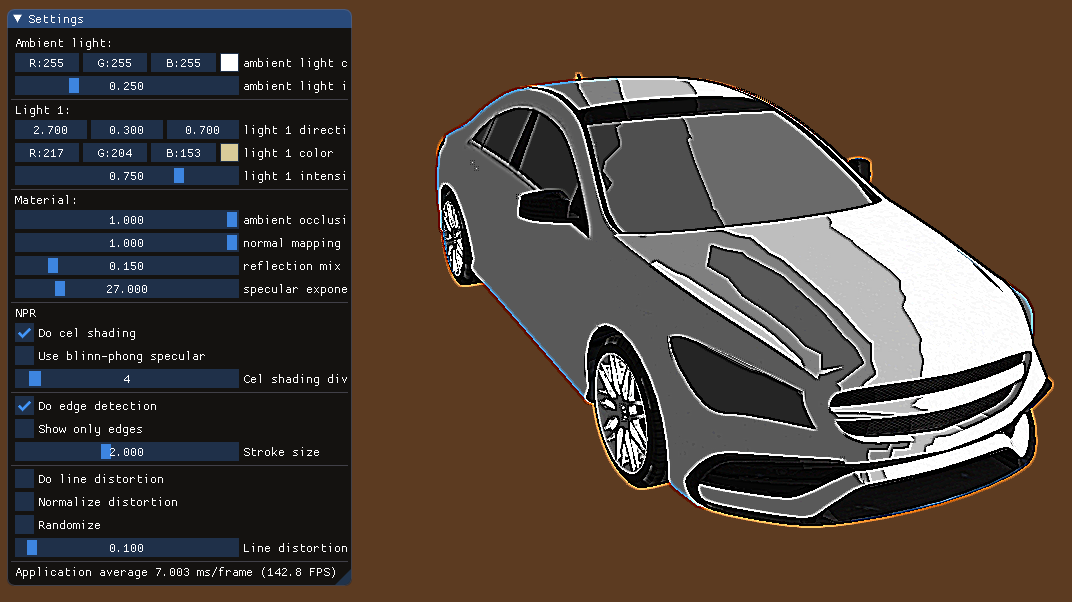 Settings
Ambient light:
R:255 G:255 B:255 ambient light c
0.250 ambient light i
Light 1:
2.700 0.300 0.700 light 1 directi
R:217 G:204 B:153 light 1 color
0.750 light 1 intensi
Material:
1.000 ambient occlusi
1.000 normal mapping
0.150 reflection mix
27.000 specular expone
NPR
Do cel shading
Use blinn-phong specular
4 Cel shading div
Do edge detection
Show only edges
2.000 Stroke size
Do line distortion
Normalize distortion
Randomize
0.100 Line distortion
Application average 7.003 ms/frame (142.8 FPS)